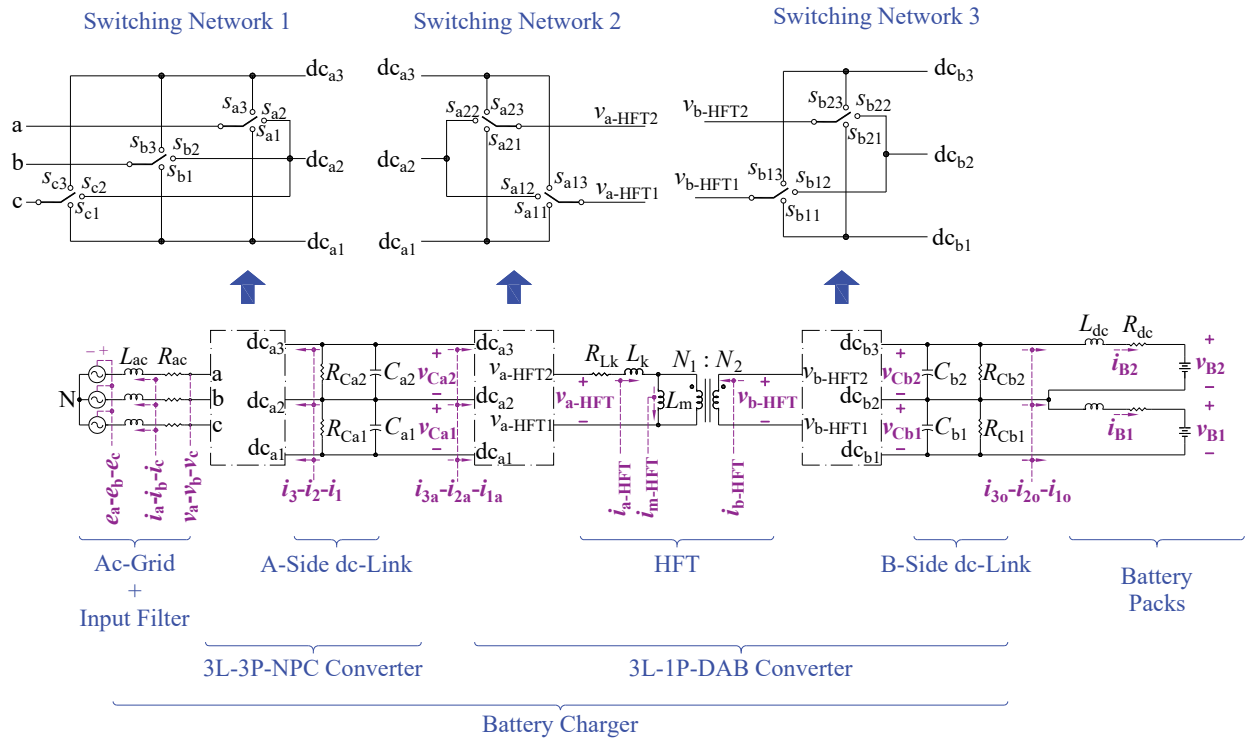 Switching Network 1 Switching Network 2 Switching Network 3
dca3 dca3 dcb3
sa3 sa2 sa22 sa23 sb23 sb22
a sa1 va-HFT2 vb-HFT2
sb3 sb2 sa21 sb21
b dca2 dca2 dcb2
sb1
sc3 sc2 sa12 sa13 vb-HFT1 sb13 sb12
c sc1 sa11 va-HFT1 sb11
dca1 dca1 dcb1
Ldc Rdc
− + Lac Rac dca3 dca3 RLk Lk N1 : N2 dcb3
a RCa2 Ca2 + vCa2 − va-HFT2 + va-HFT − Lm + vb-HFT − vb-HFT2 + vCb2 − Cb2 RCb2 iB2 + vB2 −
N b dca2 dca2 dcb2
c RCa1 Ca1 + vCa1 − va-HFT1 vb-HFT1 + vCb1 − Cb1 RCb1 iB1 + vB1 −
dca1 dca1 dcb1
ea-eb-ec ia-ib-ic va-vb-vc i3-i2-i1 i3a-i2a-i1a ia-HFT im-HFT ib-HFT i3o-i2o-i1o
Ac-Grid
+
Input Filter
A-Side dc-Link
HFT
B-Side dc-Link
Battery
Packs
3L-3P-NPC Converter 3L-1P-DAB Converter
Battery Charger